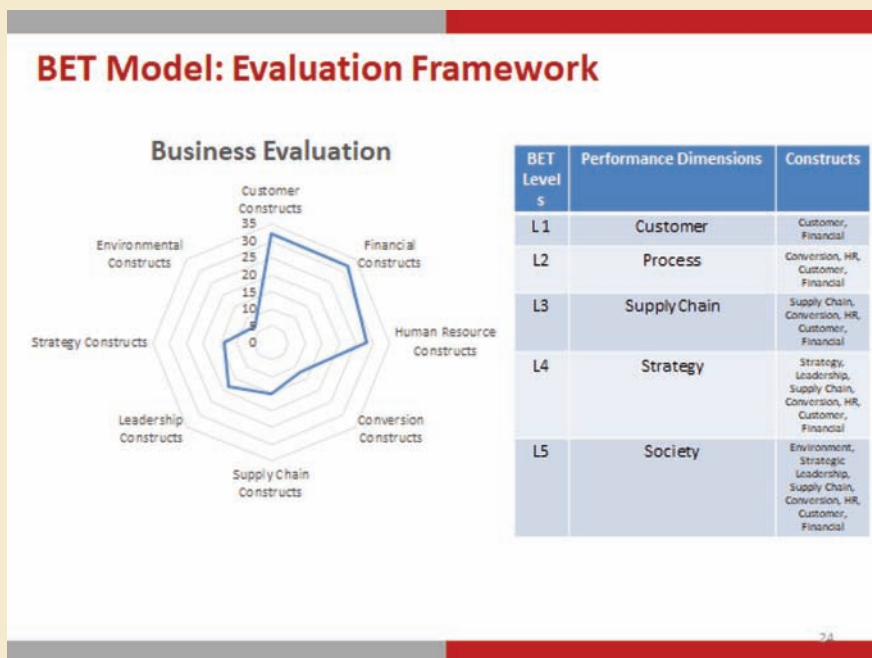 BET Model: Evaluation Framework
Business Evaluation
Customer
Constructs
35
30
25
20
15
10
5
0
Financial
Constructs
Human Resource
Constructs
Conversion
Constructs
Supply Chain
Constructs
Leadership
Constructs
Strategy Constructs
Environmental
Constructs
BET
Level
s
Performance Dimensions
Constructs
L1
Customer
Customer,
Financial
L2
Process
Conversion, HR,
Customer,
Financial
L3
Supply Chain
Supply Chain,
Conversion, HR,
Customer,
Financial
L4
Strategy
Strategy,
Leadership,
Supply Chain,
Conversion, HR,
Customer,
Financial
L5
Society
Environment,
Strategic
Leadership,
Supply Chain,
Conversion, HR,
Customer,
Financial
24